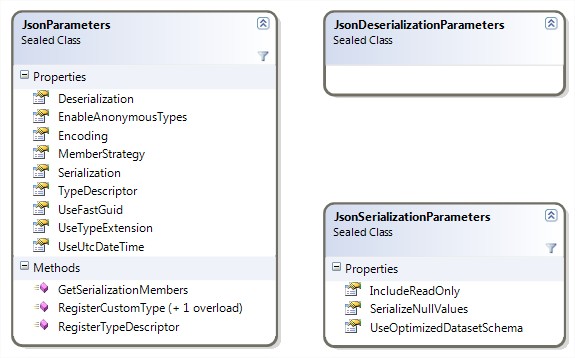 JsonParameters
Sealed Class
Properties
Deserialization
EnableAnonymousTypes
Encoding
MemberStrategy
Serialization
TypeDescriptor
UseFastGuid
UseTypeExtension
UseUtcDateTime
Methods
GetSerializationMembers
RegisterCustomType (+ 1 overload)
RegisterTypeDescriptor
JsonDeserializationParameters
Sealed Class
JsonSerializationParameters
Sealed Class
Properties
IncludeReadOnly
SerializeNullValues
UseOptimizedDatasetSchema